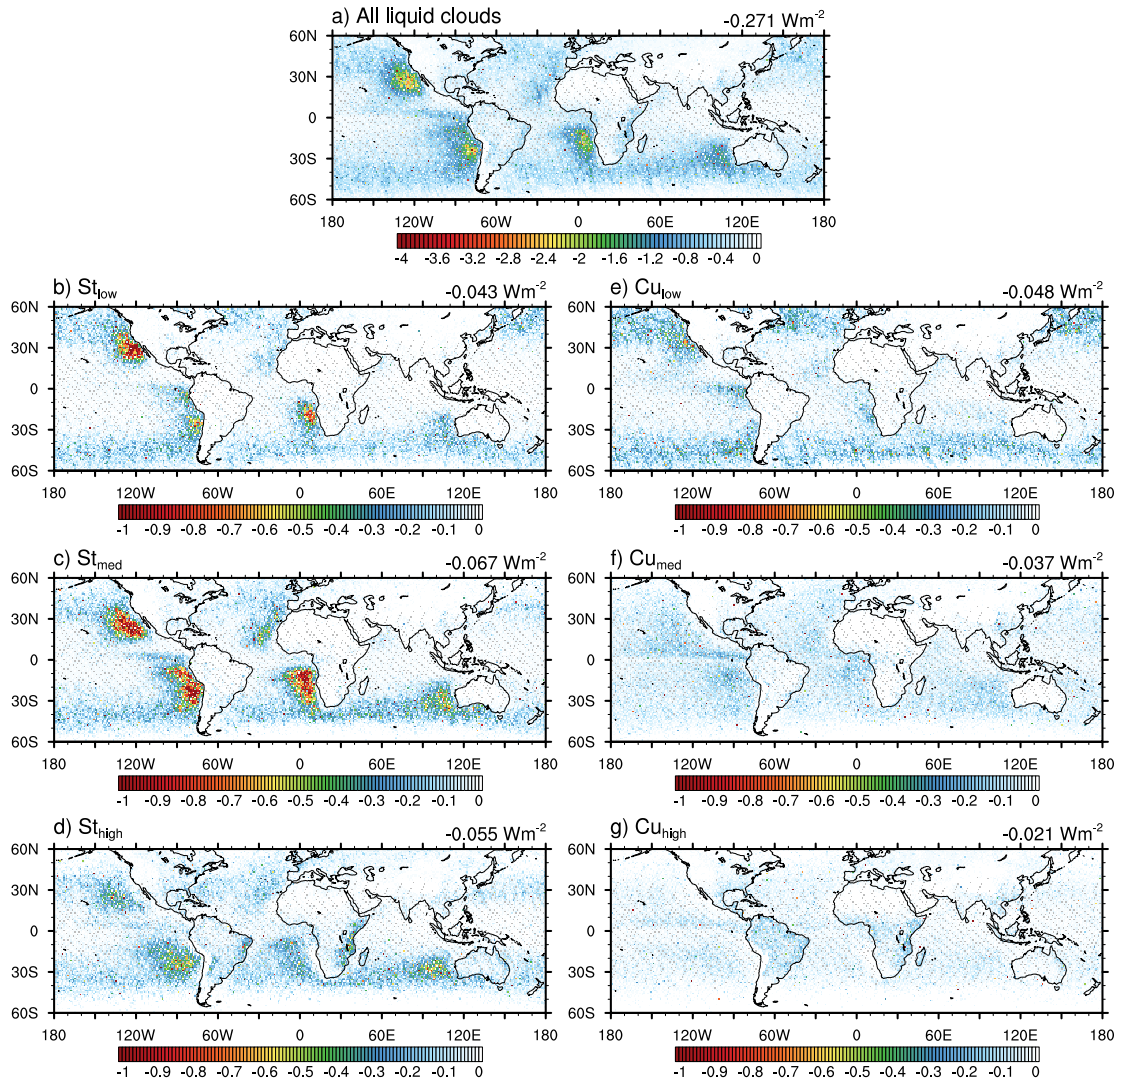 a) All liquid clouds -0.271 Wm-2
60N
30N
0
30S
60S
180 120W 60W 0 60E 120E 180
-4 -3.6 -3.2 -2.8 -2.4 -2 -1.6 -1.2 -0.8 -0.4 0
b) Stlow -0.043 Wm-2
60N
30N
0
30S
60S
180 120W 60W 0 60E 120E 180
-1 -0.9 -0.7 -0.6 -0.5 -0.4 -0.3 -0.2 -0.1 0
e) Culow -0.048 Wm-2
60N
30N
0
30S
60S
180 120W 60W 0 60E 120E 180
-1 -0.9 -0.7 -0.6 -0.5 -0.4 -0.3 -0.2 -0.1 0
c) Stmed -0.067 Wm-2
60N
30N
0
30S
60S
180 120W 60W 0 60E 120E 180
-1 -0.9 -0.7 -0.6 -0.5 -0.4 -0.3 -0.2 -0.1 0
f) Cumed -0.037 Wm-2
60N
30N
0
30S
60S
180 120W 60W 0 60E 120E 180
-1 -0.9 -0.7 -0.6 -0.5 -0.4 -0.3 -0.2 -0.1 0
d) Sthigh -0.055 Wm-2
60N
30N
0
30S
60S
180 120W 60W 0 60E 120E 180
-1 -0.9 -0.7 -0.6 -0.5 -0.4 -0.3 -0.2 -0.1 0
g) Cuhigh -0.021 Wm-2
60N
30N
0
30S
60S
180 120W 60W 0 60E 120E 180
-1 -0.9 -0.7 -0.6 -0.5 -0.4 -0.3 -0.2 -0.1 0